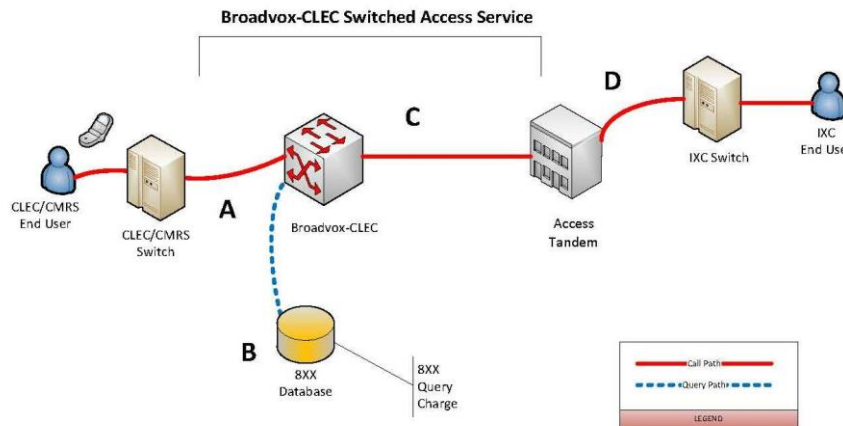 Broadvox-CLEC Switched Access Service
D
C
IXC Switch
IXC
End User
CLEC/CMRS
End User
A
CLEC/CMRS
Switch
Broadvox-CLEC
Access
Tandem
B
8XX
Database
8XX
Query
Charge
Call Path
Query Path
LEGEND